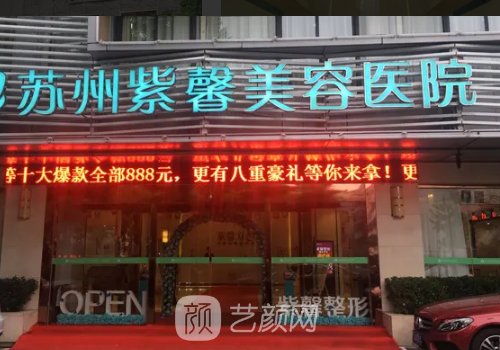 苏州紫馨美容医院
等十大爆款全部888元，更有八重豪礼等你来拿！更
OPEN
紫馨整形
颜 艺颜网